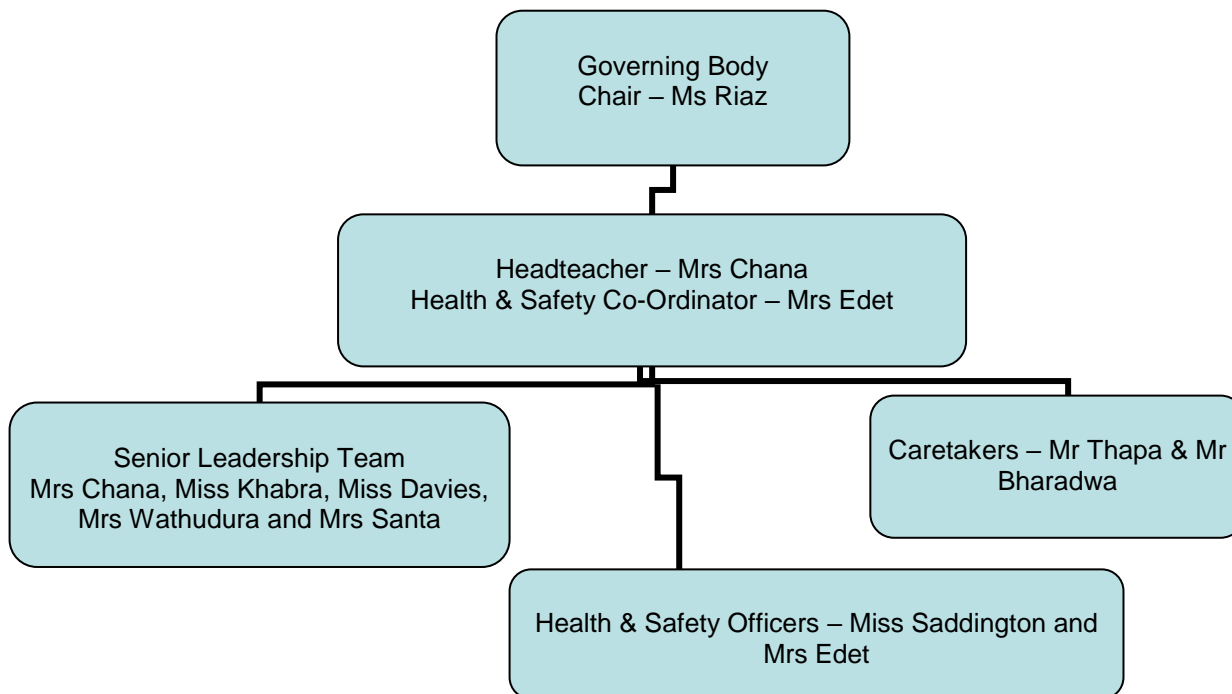 Governing Body
Chair – Ms Riaz
Headteacher – Mrs Chana
Health & Safety Co-Ordinator – Mrs Edet
Senior Leadership Team
Mrs Chana, Miss Khabra, Miss Davies,
Mrs Wathudura and Mrs Santa
Caretakers – Mr Thapa & Mr
Bharadwa
Health & Safety Officers – Miss Saddington and
Mrs Edet